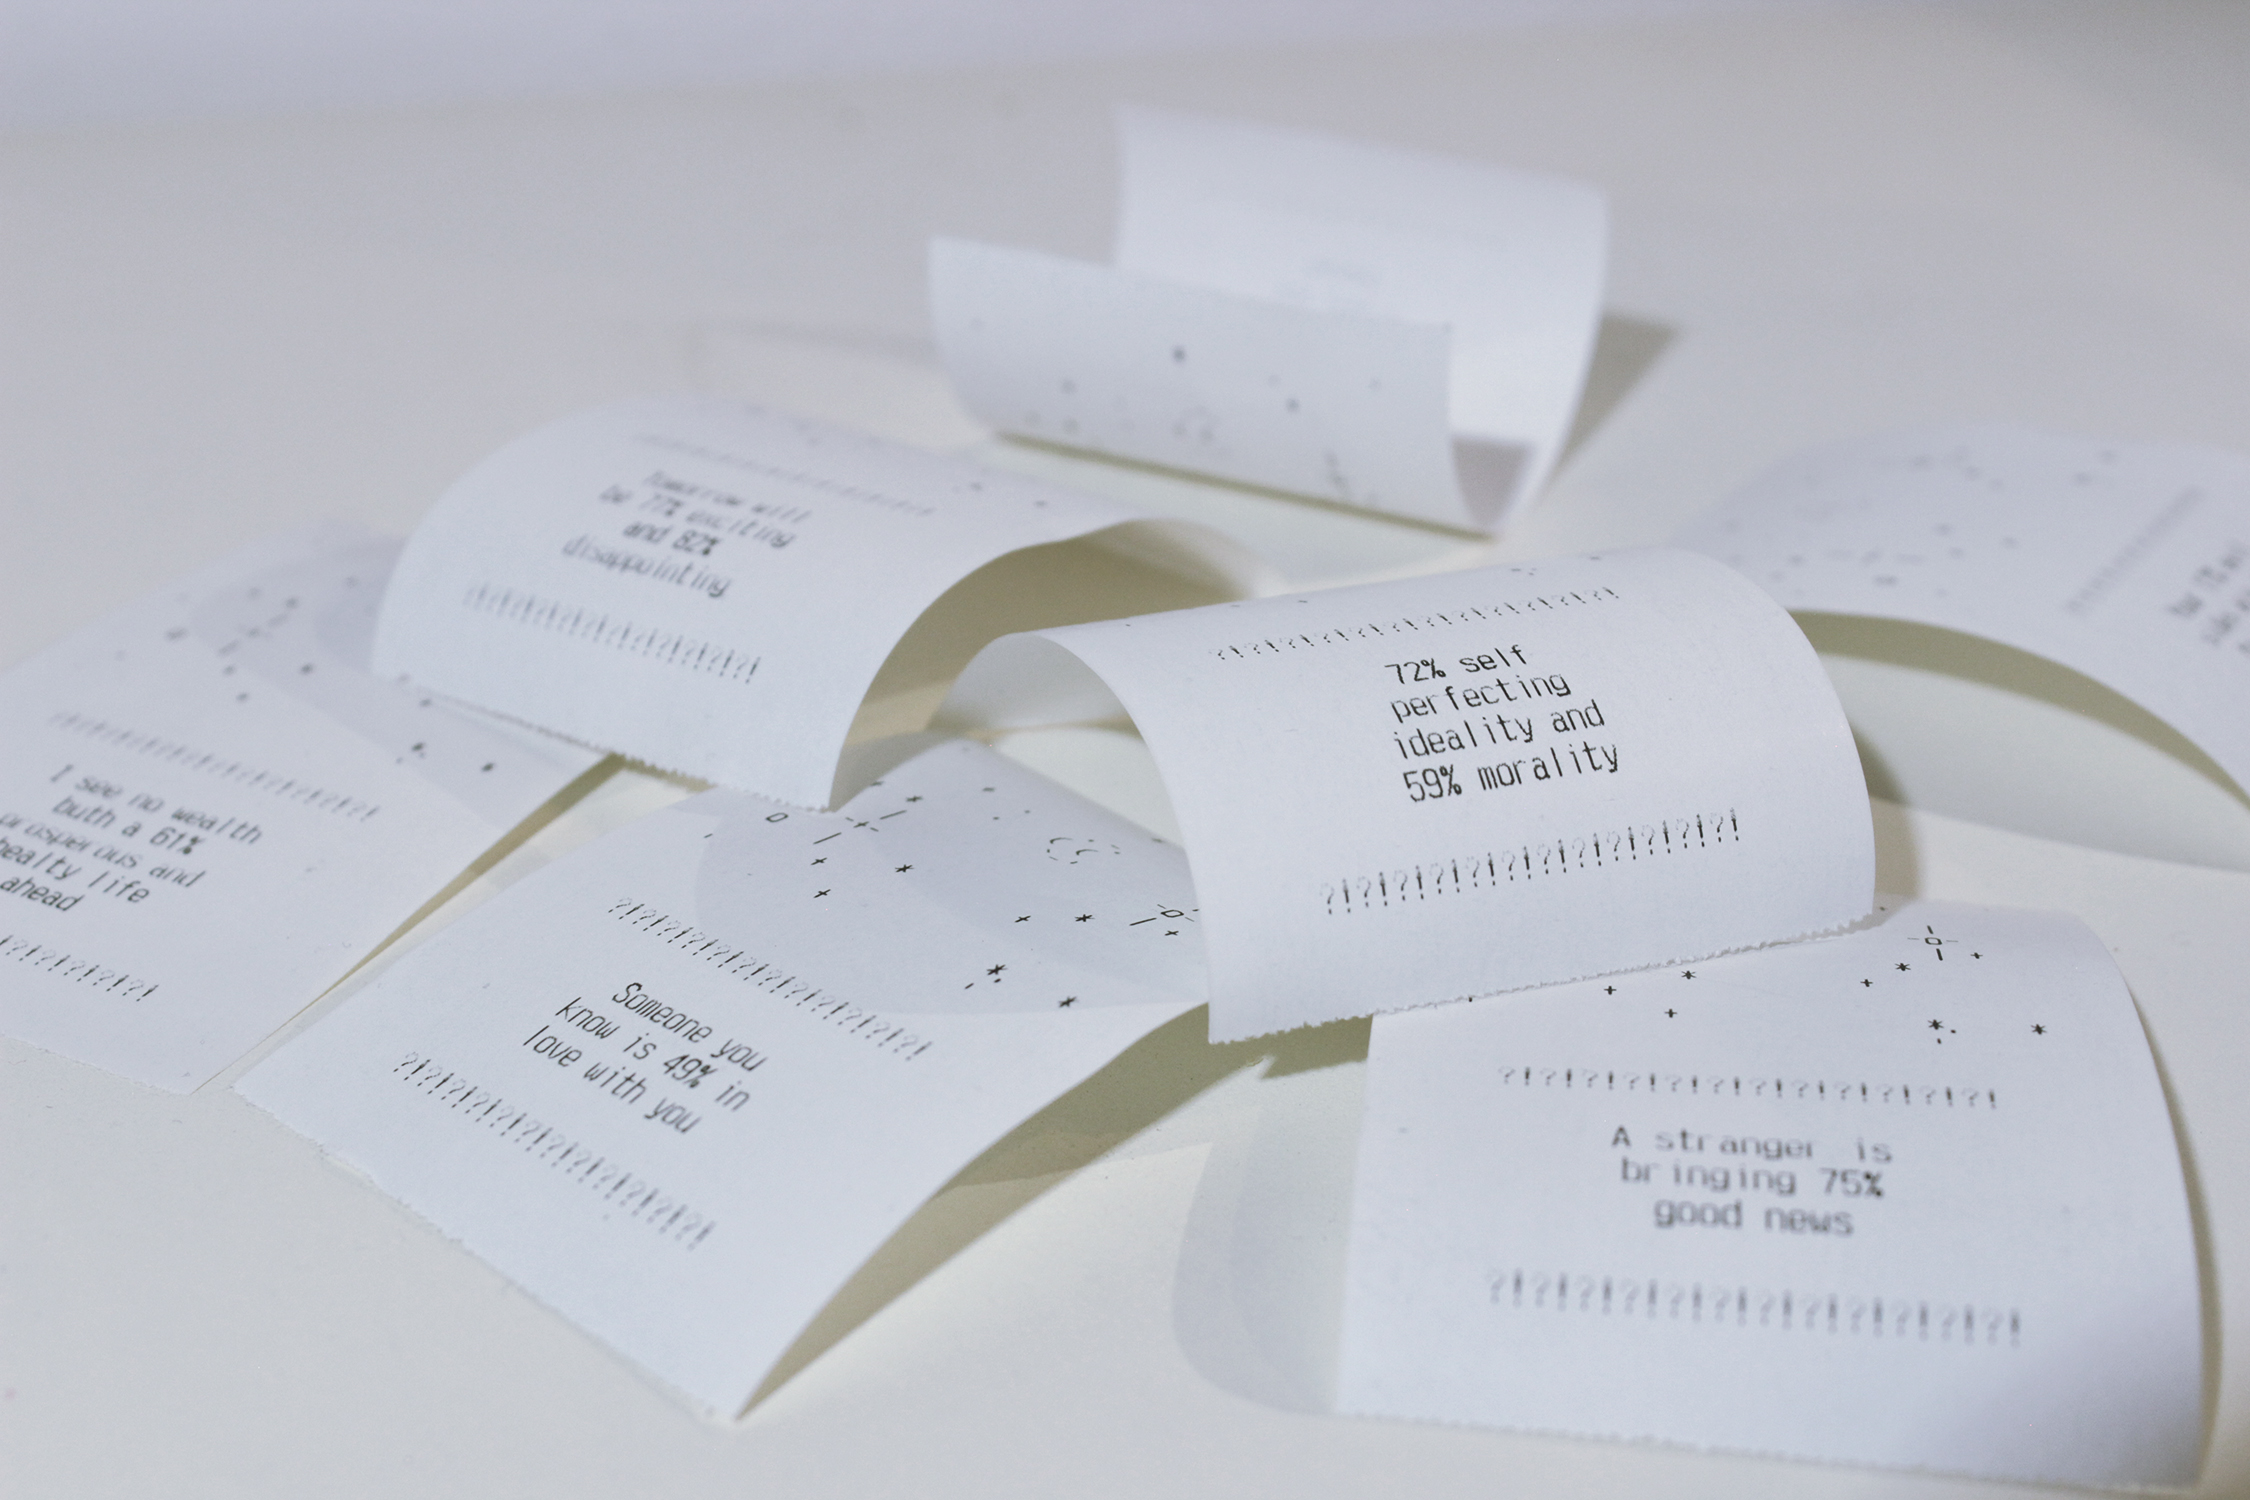 Tomorrow will
be 77% exciting
and 82%
disappointing
?!?!?!?!?!?!?!?!?!?!?!?!
?!?!?!?!?!?!?!?!?!?!?!?!
72% self
perfecting
ideality and
59% morality
?!?!?!?!?!?!?!?!?!?!?!?!
I see no wealth
buth a 61%
prosperous and
healty life
ahead
?!?!?!?!?!?!?!?!?!?!?!?!
Someone you
know is 49% in
love with you
?!?!?!?!?!?!?!?!?!?!?!?!
?!?!?!?!?!?!?!?!?!?!?!?!
A stranger is
bringing 75%
good news
?!?!?!?!?!?!?!?!?!?!?!?!